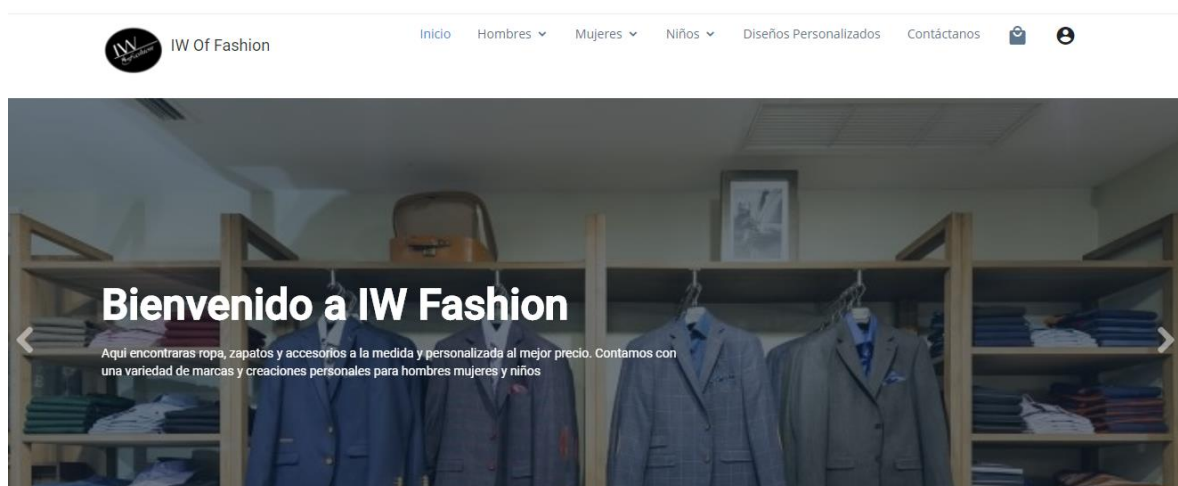 IW
IW Of Fashion
Inicio
Hombres
Mujeres
Niños
Diseños Personalizados
Contáctanos
Bienvenido a IW Fashion
Aqui encontraras ropa, zapatos y accesorios a la medida y personalizada al mejor precio. Contamos con
una variedad de marcas y creaciones personales para hombres mujeres y niños